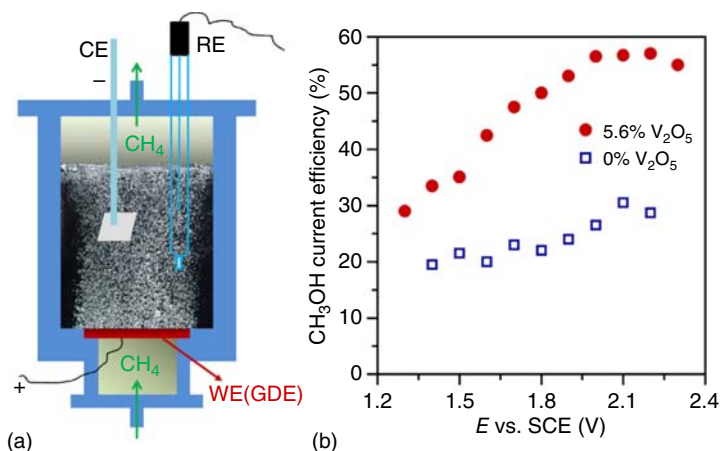 CE
RE
–
CH₄
CH₄
+
WE(GDE)
(a)
60
50
40
30
20
10
0
5.6% V₂O₅
0% V₂O₅
CH₃OH current efficiency (%)
1.2 1.5 1.8 2.1 2.4
E vs. SCE (V)
(b)